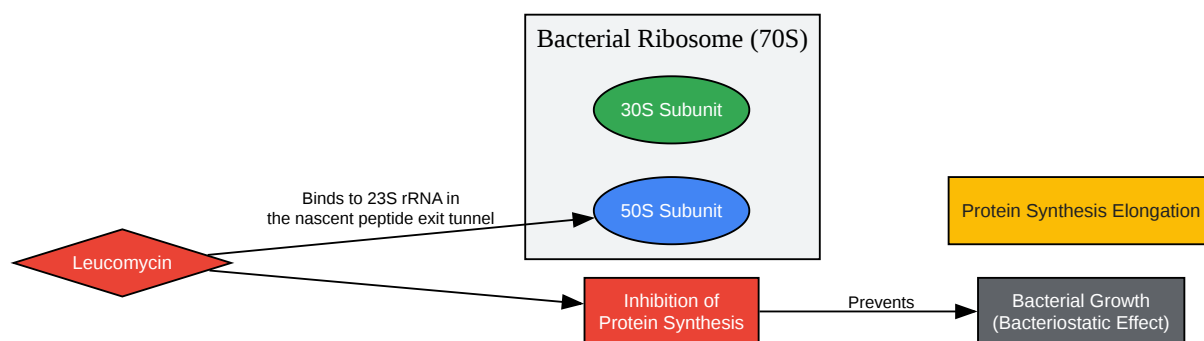 Bacterial Ribosome (70S)
30S Subunit
Binds to 23S rRNA in
the nascent peptide exit tunnel
50S Subunit
Protein Synthesis Elongation
Leucomycin
Inhibition of
Protein Synthesis
Prevents
Bacterial Growth
(Bacteriostatic Effect)